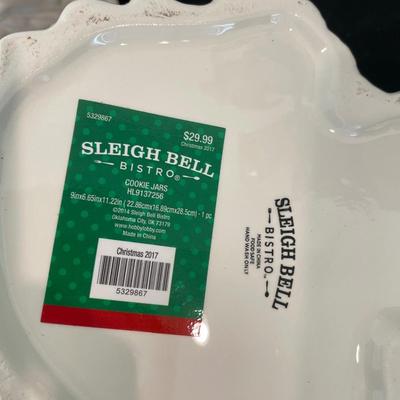 5329867
$29.99
Christmas 2017
SLEIGH BELL
BISTRO®
COOKIE JARS
HL9137256
9inx6.65inx11.22in ( 22.86cmx16.89cmx28.5cm) - 1 pc
©2014 Sleigh Bell Bistro
Oklahoma City, OK 73179
www.hobbylobby.com
Made in China
Christmas 2017
5329867
SLEIGH BELL
BISTRO®
MADE IN CHINA
FOOD SAFE
HAND WASH ONLY